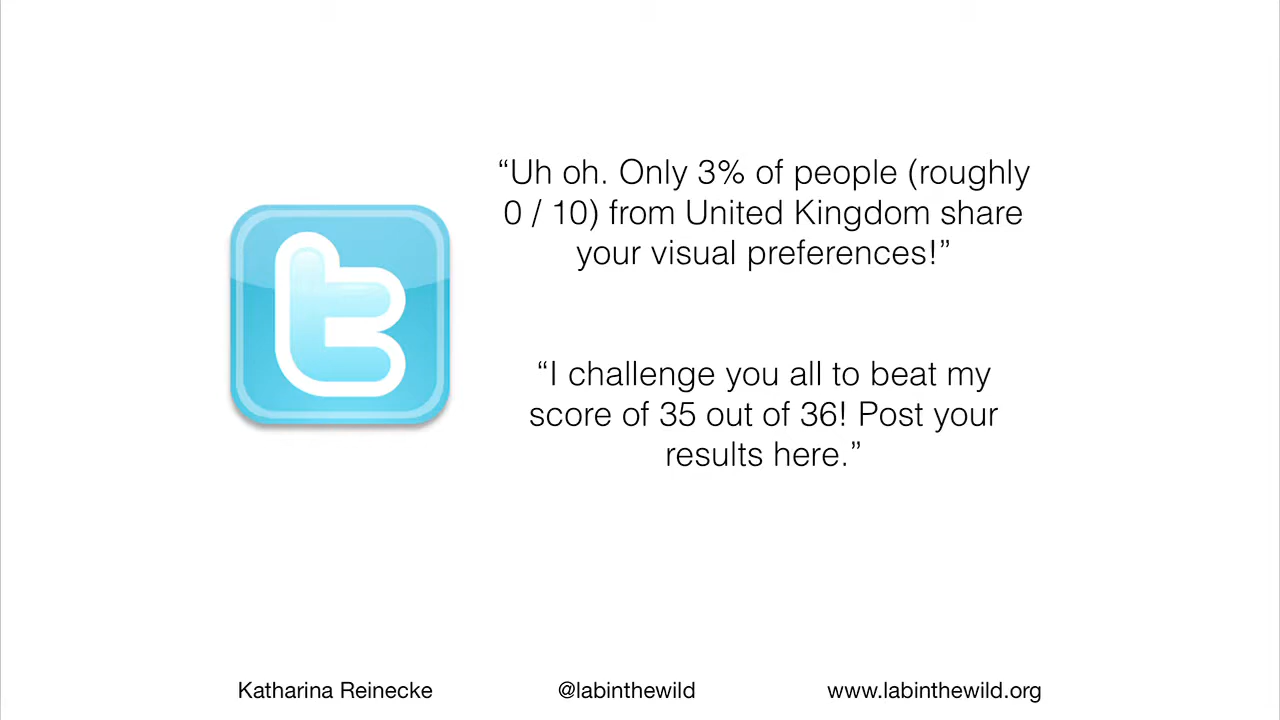 “Uh oh. Only 3% of people (roughly
0 / 10) from United Kingdom share
your visual preferences!”
“I challenge you all to beat my
score of 35 out of 36! Post your
results here.”
Katharina Reinecke
@labinthewild
www.labinthewild.org